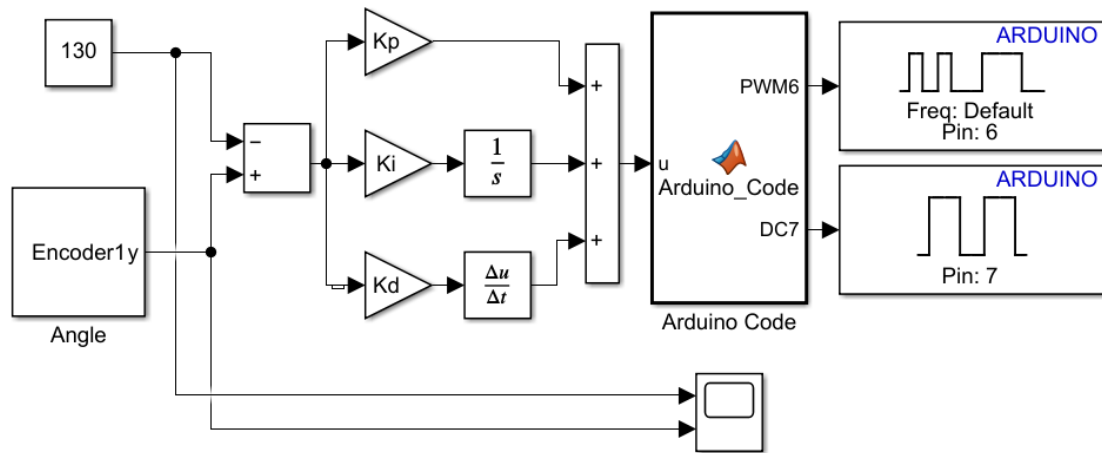 130
−
+
Encoder1y
Angle
Kp
Ki
Kd
1
s
Δu
Δt
+
+
+
u
Arduino_Code
PWM6
DC7
Arduino Code
ARDUINO
Freq: Default
Pin: 6
ARDUINO
Pin: 7